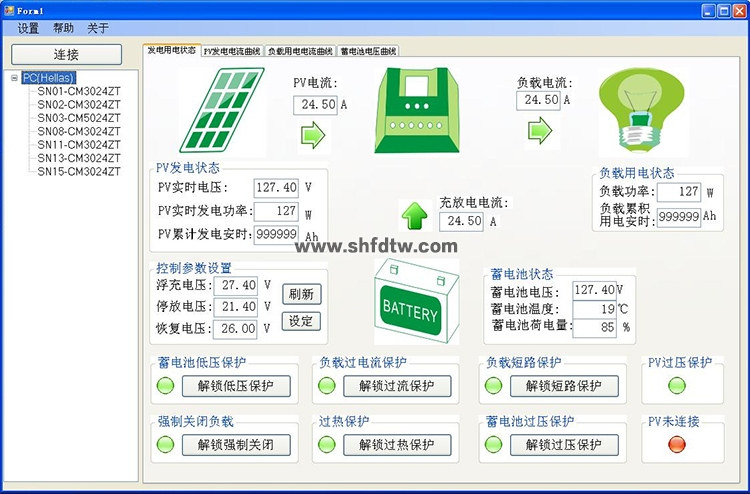 Form1
设置 帮助 关于
连接
发电用电状态 PV发电电流曲线 负载用电电流曲线 蓄电池电压曲线
PC(Hellas)
SN01-CM3024ZT
SN02-CM3024ZT
SN03-CM5024ZT
SN08-CM3024ZT
SN11-CM3024ZT
SN13-CM3024ZT
SN15-CM3024ZT
PV电流:
24.50 A
负载电流:
24.50 A
PV发电状态
PV实时电压: 127.40 V
PV实时发电功率: 127 W
PV累计发电安时: 999999 Ah
充放电电流:
24.50 A
负载用电状态
负载功率: 127 W
负载累积
用电安时: 999999 Ah
www.shfdtw.com
控制参数设置
浮充电压: 27.40 V
停放电压: 21.40 V
恢复电压: 26.00 V
刷新
设定
BATTERY
蓄电池状态
蓄电池电压: 127.40 V
蓄电池温度: 19 ℃
蓄电池荷电量: 85 %
蓄电池低压保护
解锁低压保护
负载过电流保护
解锁过流保护
负载短路保护
解锁短路保护
PV过压保护
强制关闭负载
解锁强制关闭
过热保护
解锁过热保护
蓄电池过压保护
解锁过压保护
PV未连接